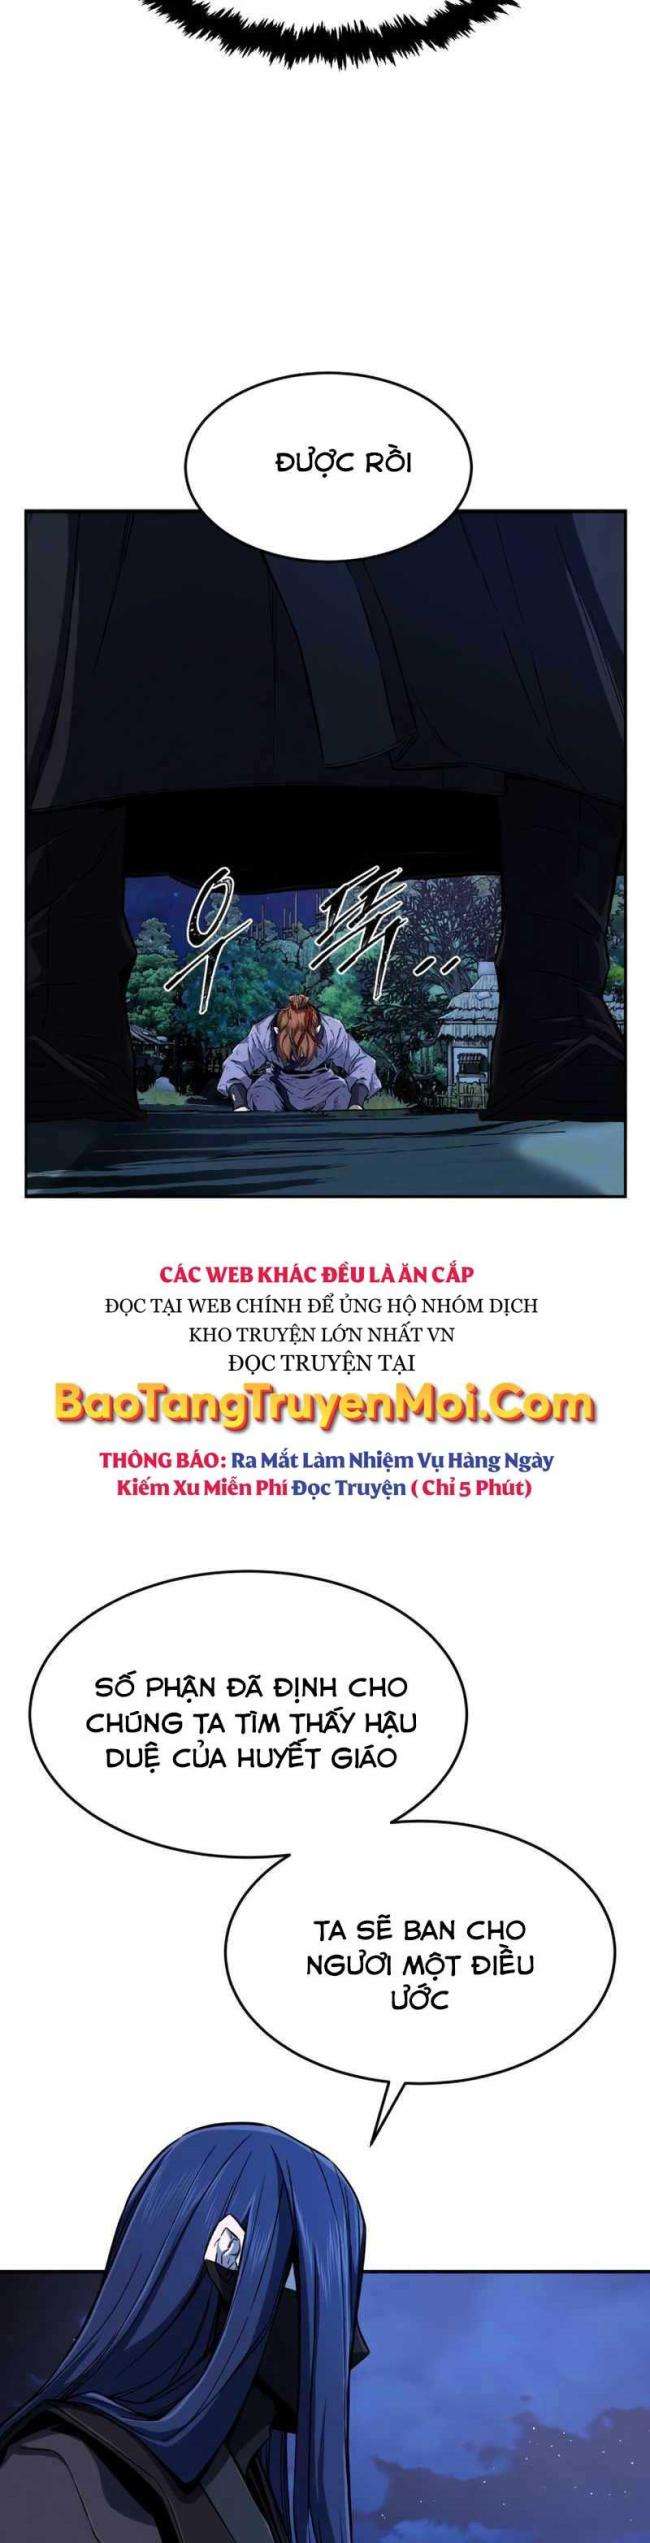 ĐƯỢC RỒI
우뚝..
CÁC WEB KHÁC ĐỀU LÀ ĂN CẮP
ĐỌC TẠI WEB CHÍNH ĐỂ ỦNG HỘ NHÓM DỊCH
KHO TRUYỆN LỚN NHẤT VN
ĐỌC TRUYỆN TẠI
BaoTangTruyenMoi.Com
THÔNG BÁO: Ra Mắt Làm Nhiệm Vụ Hàng Ngày
Kiếm Xu Miễn Phí Đọc Truyện ( Chỉ 5 Phút)
SỐ PHẬN ĐÃ ĐỊNH CHO
CHÚNG TA TÌM THẤY HẬU
DUỆ CỦA HUYẾT GIÁO
TA SẼ BAN CHO
NGƯƠI MỘT ĐIỀU
ƯỚC